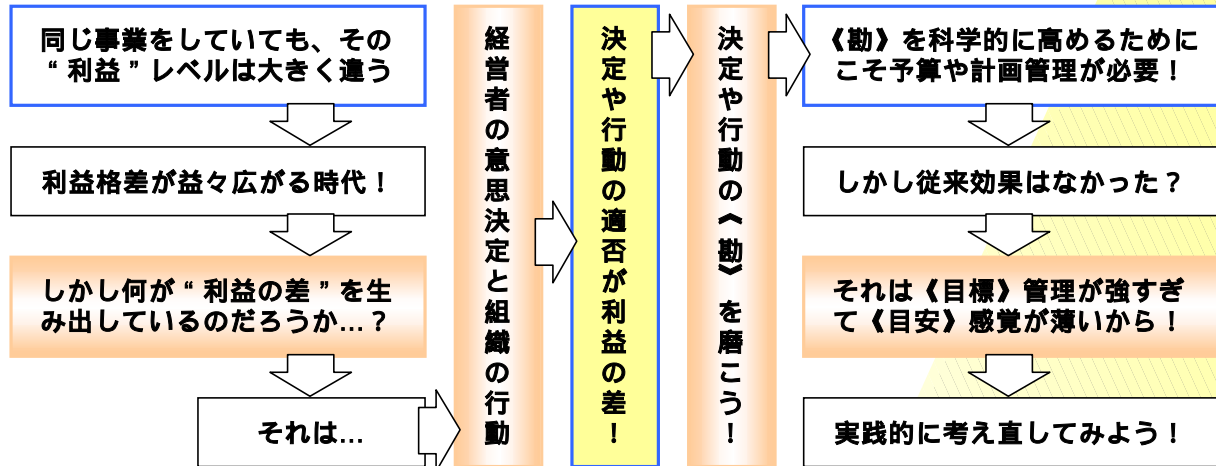 同じ事業をしていても、その
“利益”レベルは大きく違う
利益格差が益々広がる時代！
しかし何が“利益の差”を生
み出しているのだろうか…？
それは…
経営者の意思決定と組織の行動
決定や行動の適否が利益の差！
決定や行動の《勘》を磨こう！
《勘》を科学的に高めるために
こそ予算や計画管理が必要！
しかし従来効果はなかった？
それは《目標》管理が強すぎ
て《目安》感覚が薄いから！
実践的に考え直してみよう！